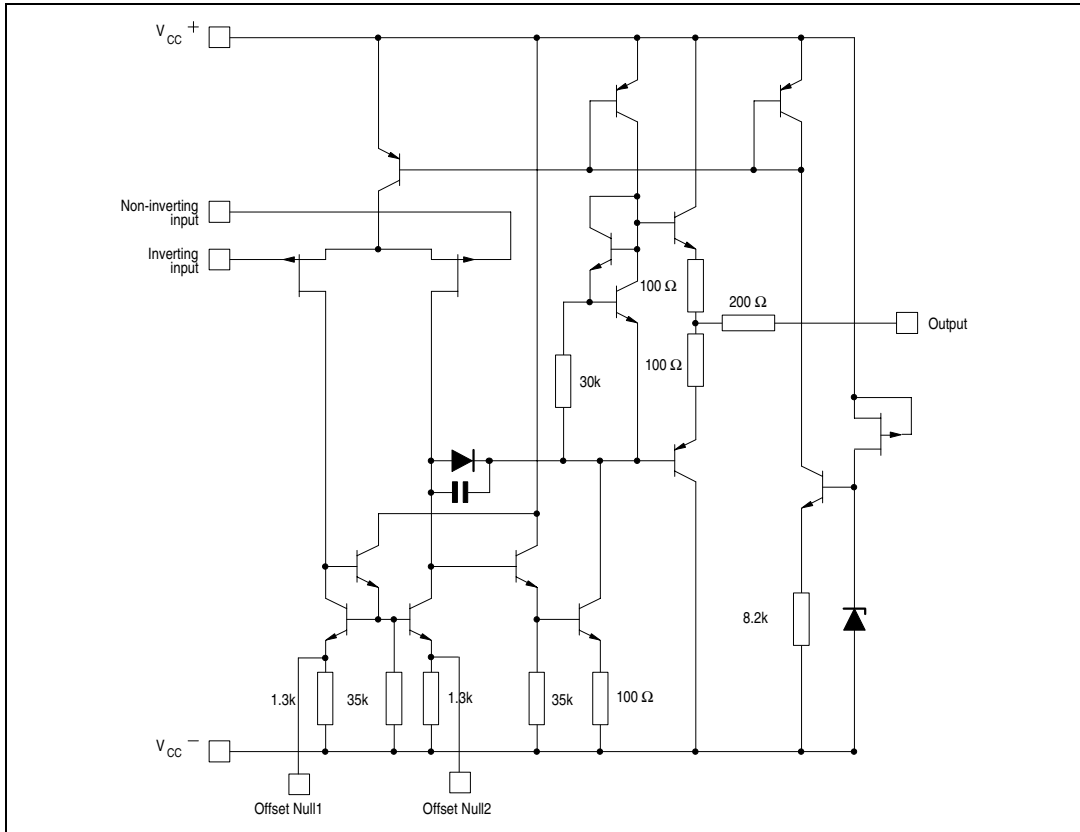 V CC +
Non-inverting
input
Inverting
input
100 Ω
200 Ω
Output
100 Ω
30k
8.2k
1.3k
35k
1.3k
35k
100 Ω
V CC −
Offset Null1
Offset Null2